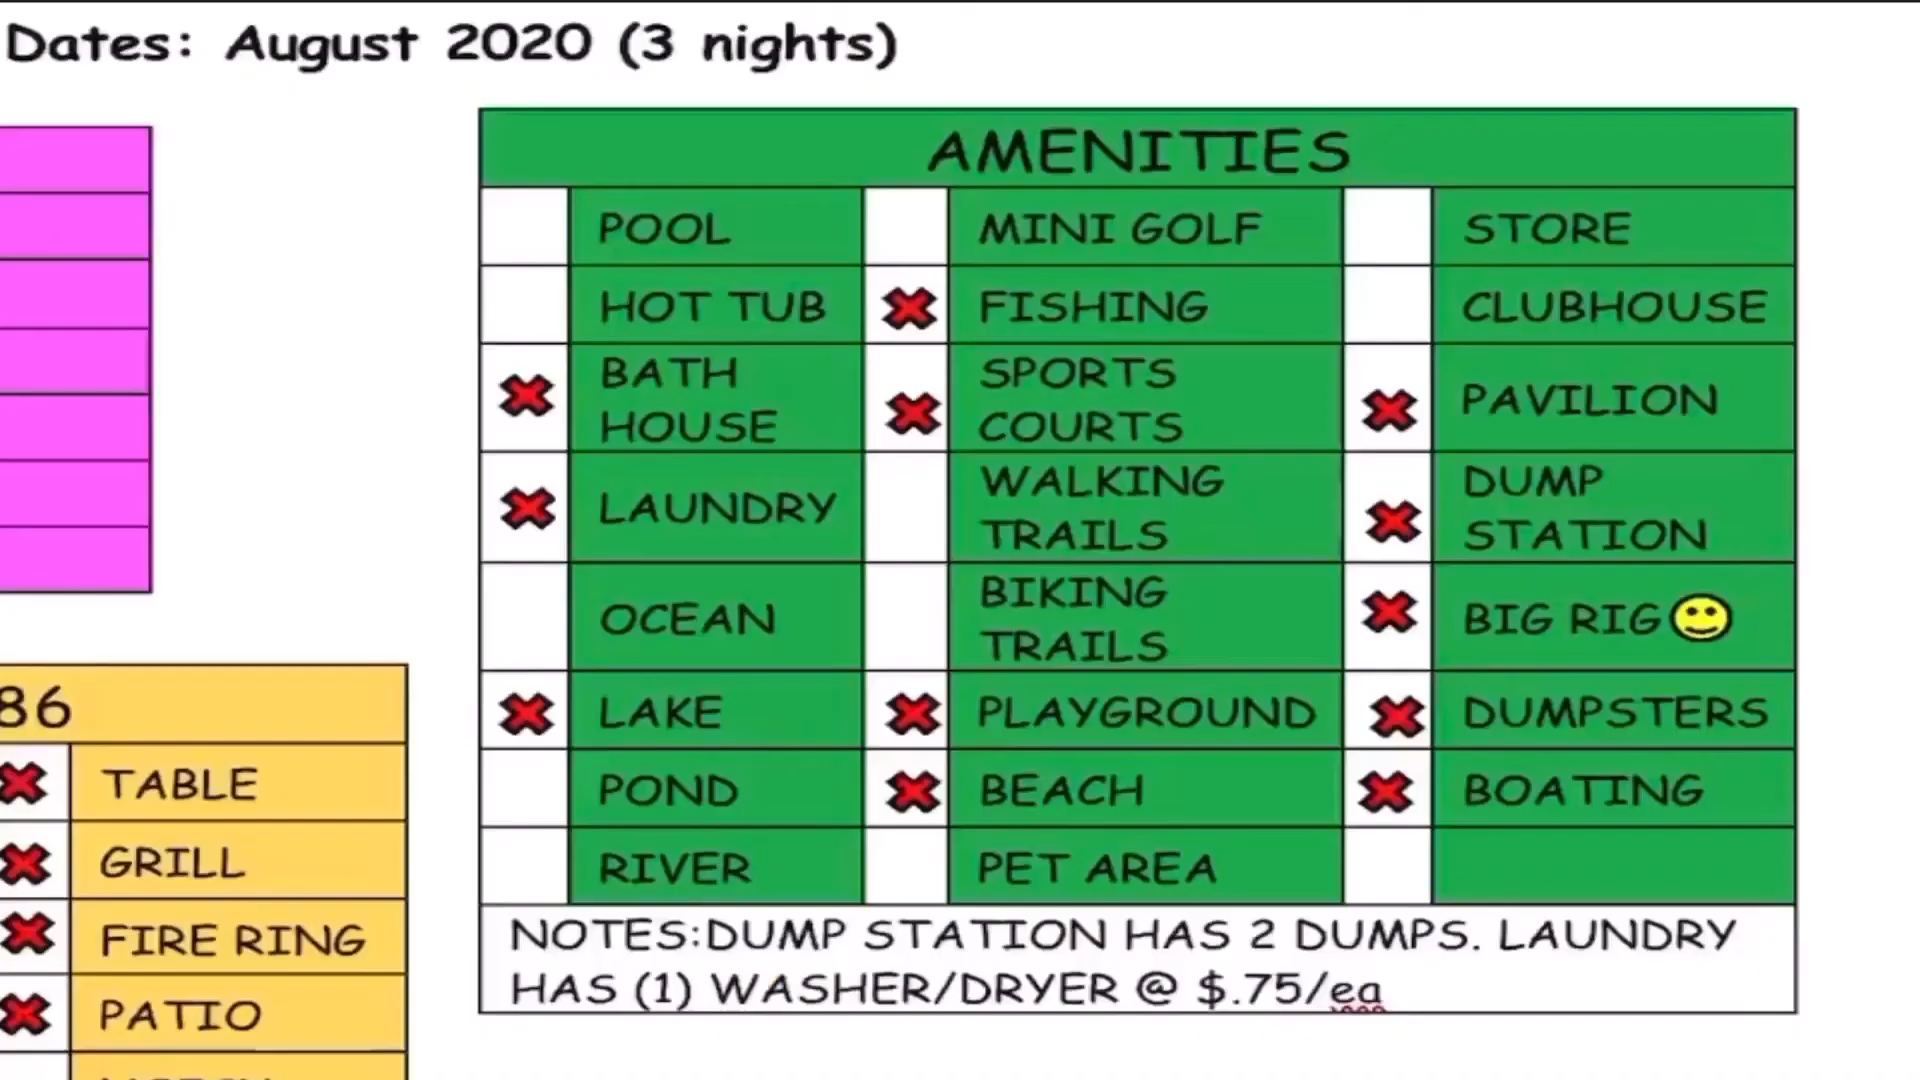 Dates: August 2020 (3 nights)
AMENITIES
POOL MINI GOLF STORE
HOT TUB FISHING CLUBHOUSE
BATH
HOUSE
SPORTS
COURTS
PAVILION
LAUNDRY
WALKING
TRAILS
DUMP
STATION
OCEAN
BIKING
TRAILS
BIG RIG
LAKE PLAYGROUND DUMPSTERS
POND BEACH BOATING
RIVER PET AREA
NOTES:DUMP STATION HAS 2 DUMPS. LAUNDRY
HAS (1) WASHER/DRYER @ $.75/ea
86
TABLE
GRILL
FIRE RING
PATIO